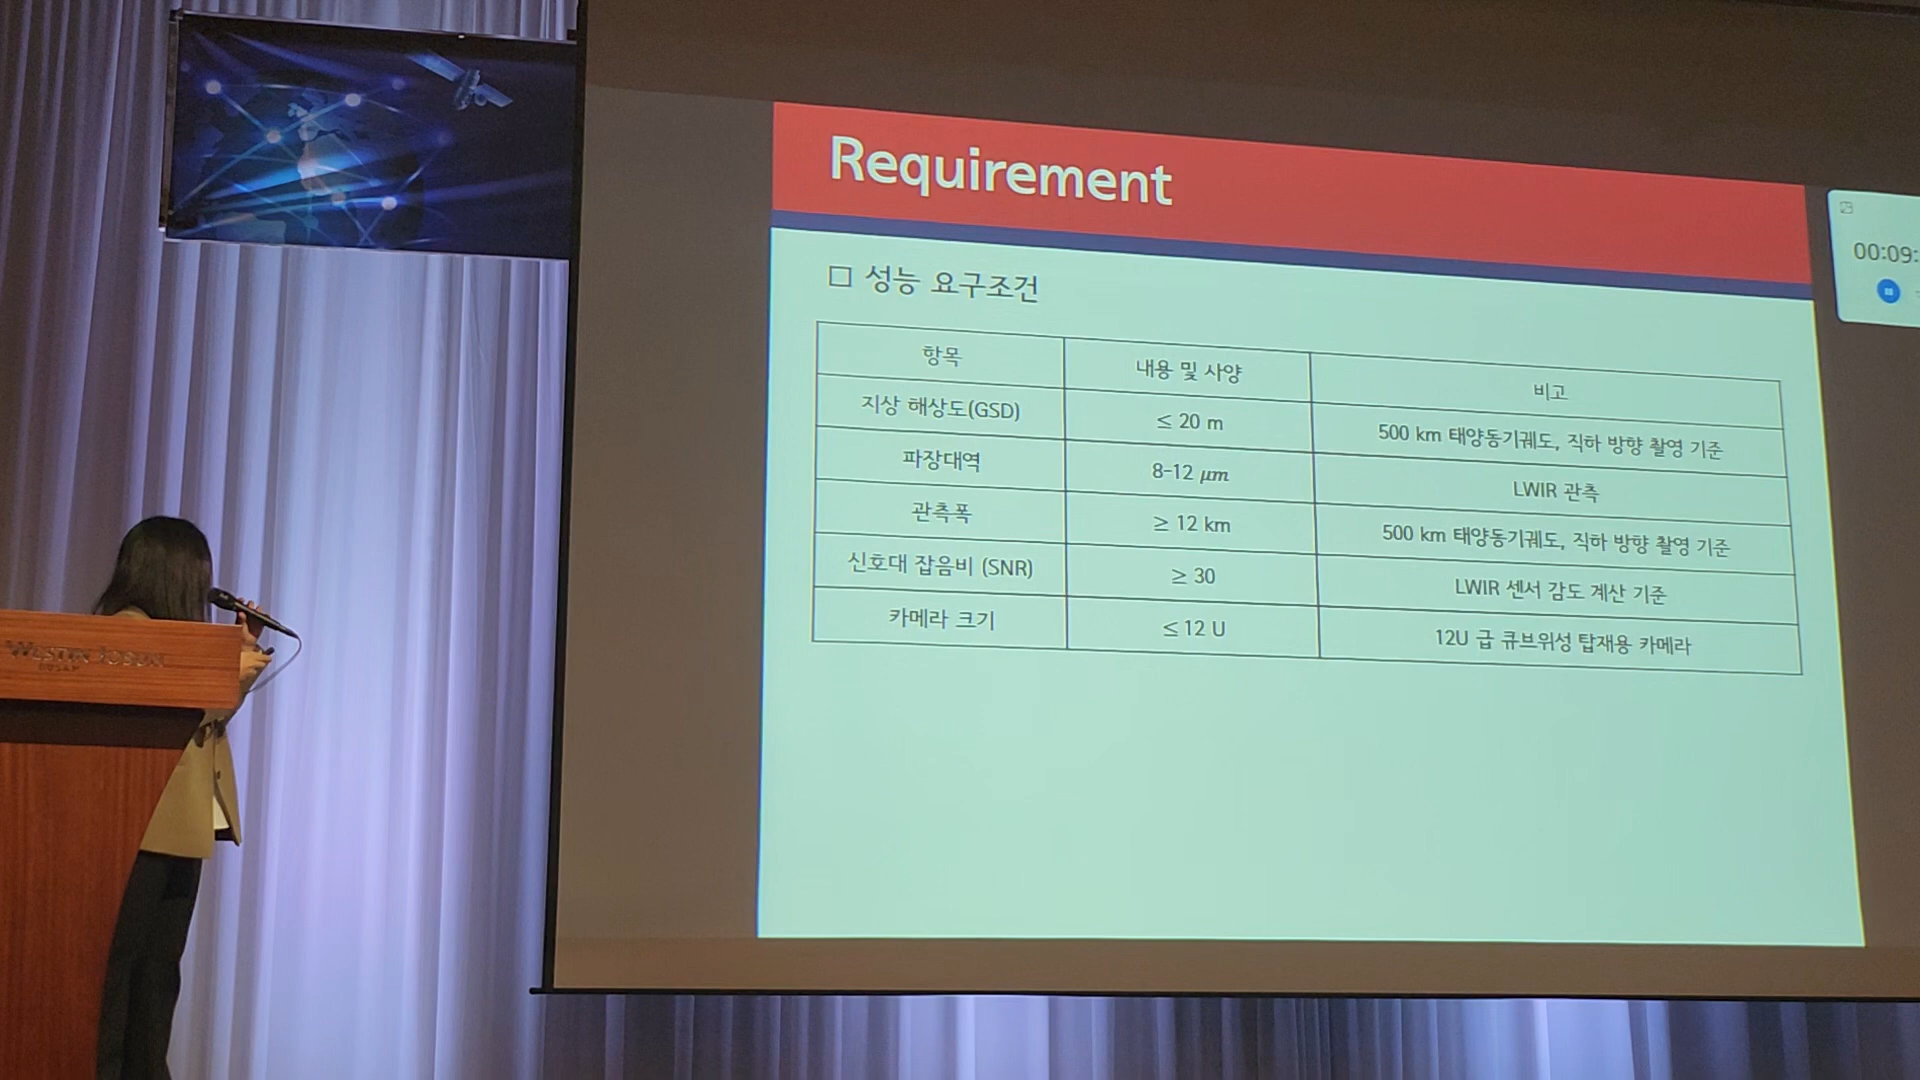 Requirement
□ 성능 요구조건
항목 내용 및 사양 비고
지상 해상도(GSD) ≤ 20 m 500 km 태양동기궤도, 직하 방향 촬영 기준
파장대역 8-12 μm LWIR 관측
관측폭 ≥ 12 km 500 km 태양동기궤도, 직하 방향 촬영 기준
신호대 잡음비 (SNR) ≥ 30 LWIR 센서 감도 계산 기준
카메라 크기 ≤ 12 U 12U 급 큐브위성 탑재용 카메라
00:09:
WESTIN JOSUN
BUSAN